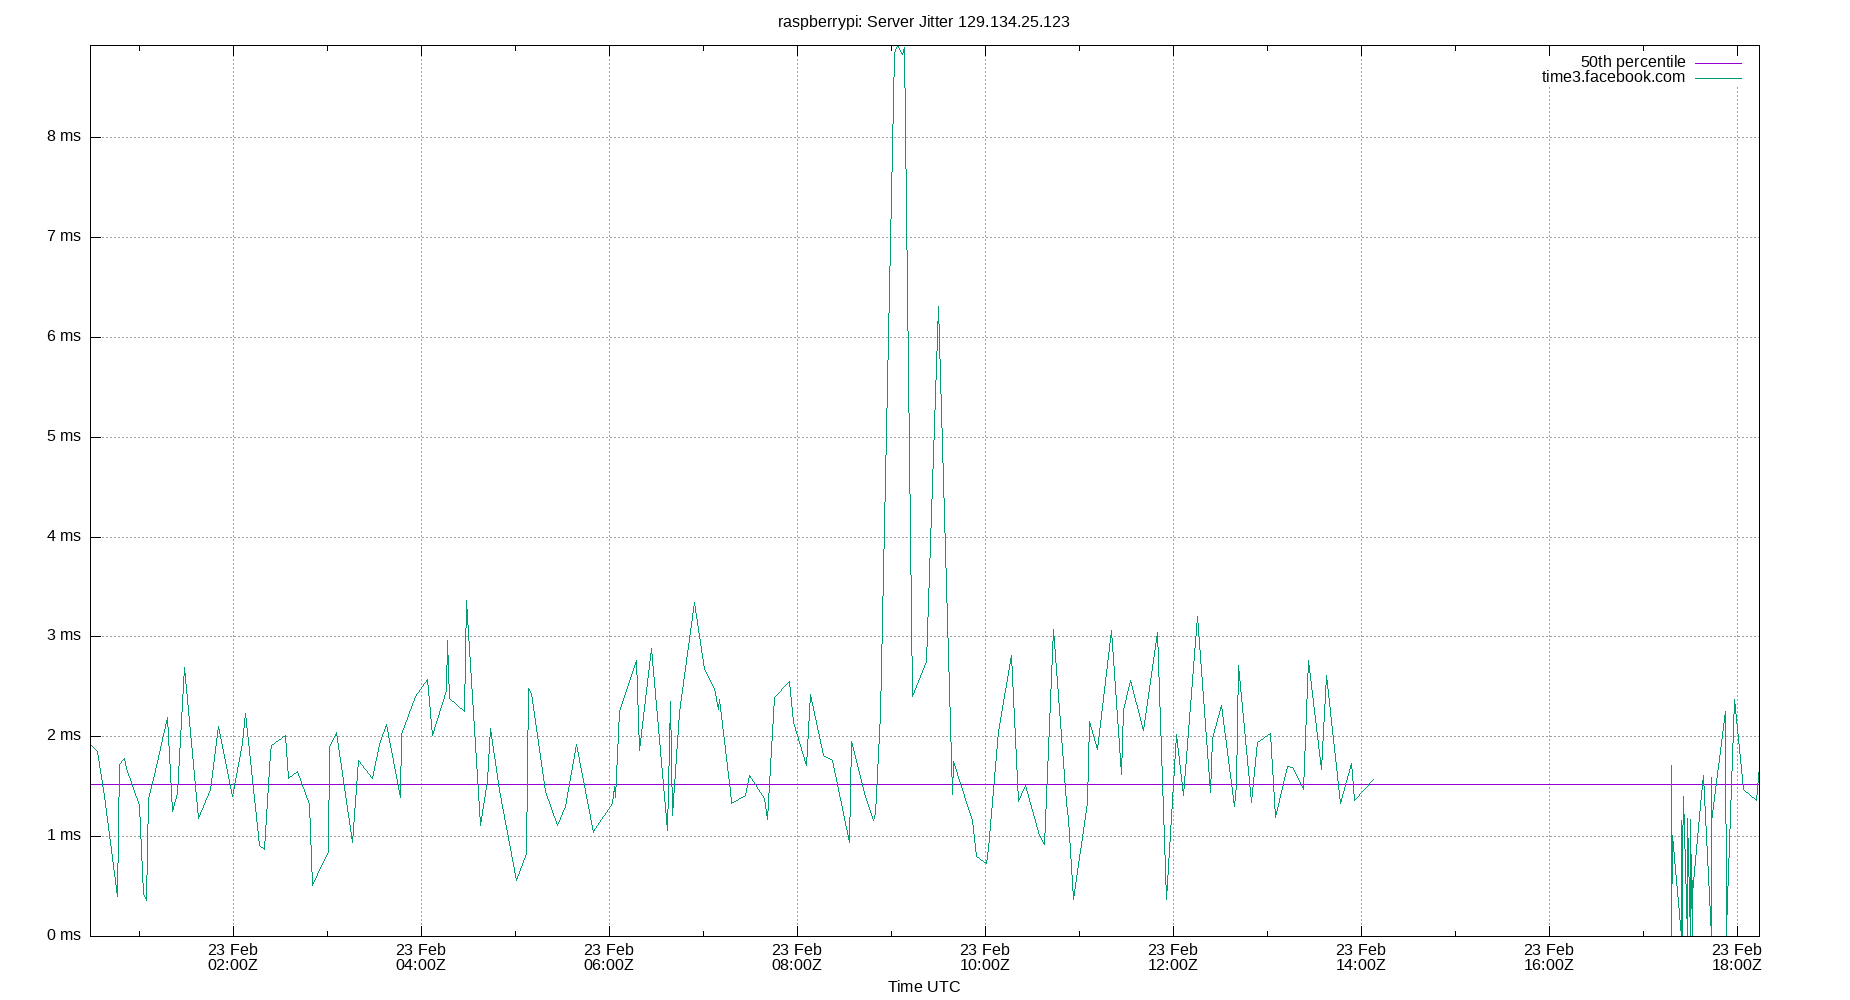 raspberrypi: Server Jitter 129.134.25.123
50th percentile
time3.facebook.com
8 ms
7 ms
6 ms
5 ms
4 ms
3 ms
2 ms
1 ms
0 ms
23 Feb 23 Feb 23 Feb 23 Feb 23 Feb 23 Feb 23 Feb 23 Feb 23 Feb
02:00Z 04:00Z 06:00Z 08:00Z 10:00Z 12:00Z 14:00Z 16:00Z 18:00Z
Time UTC